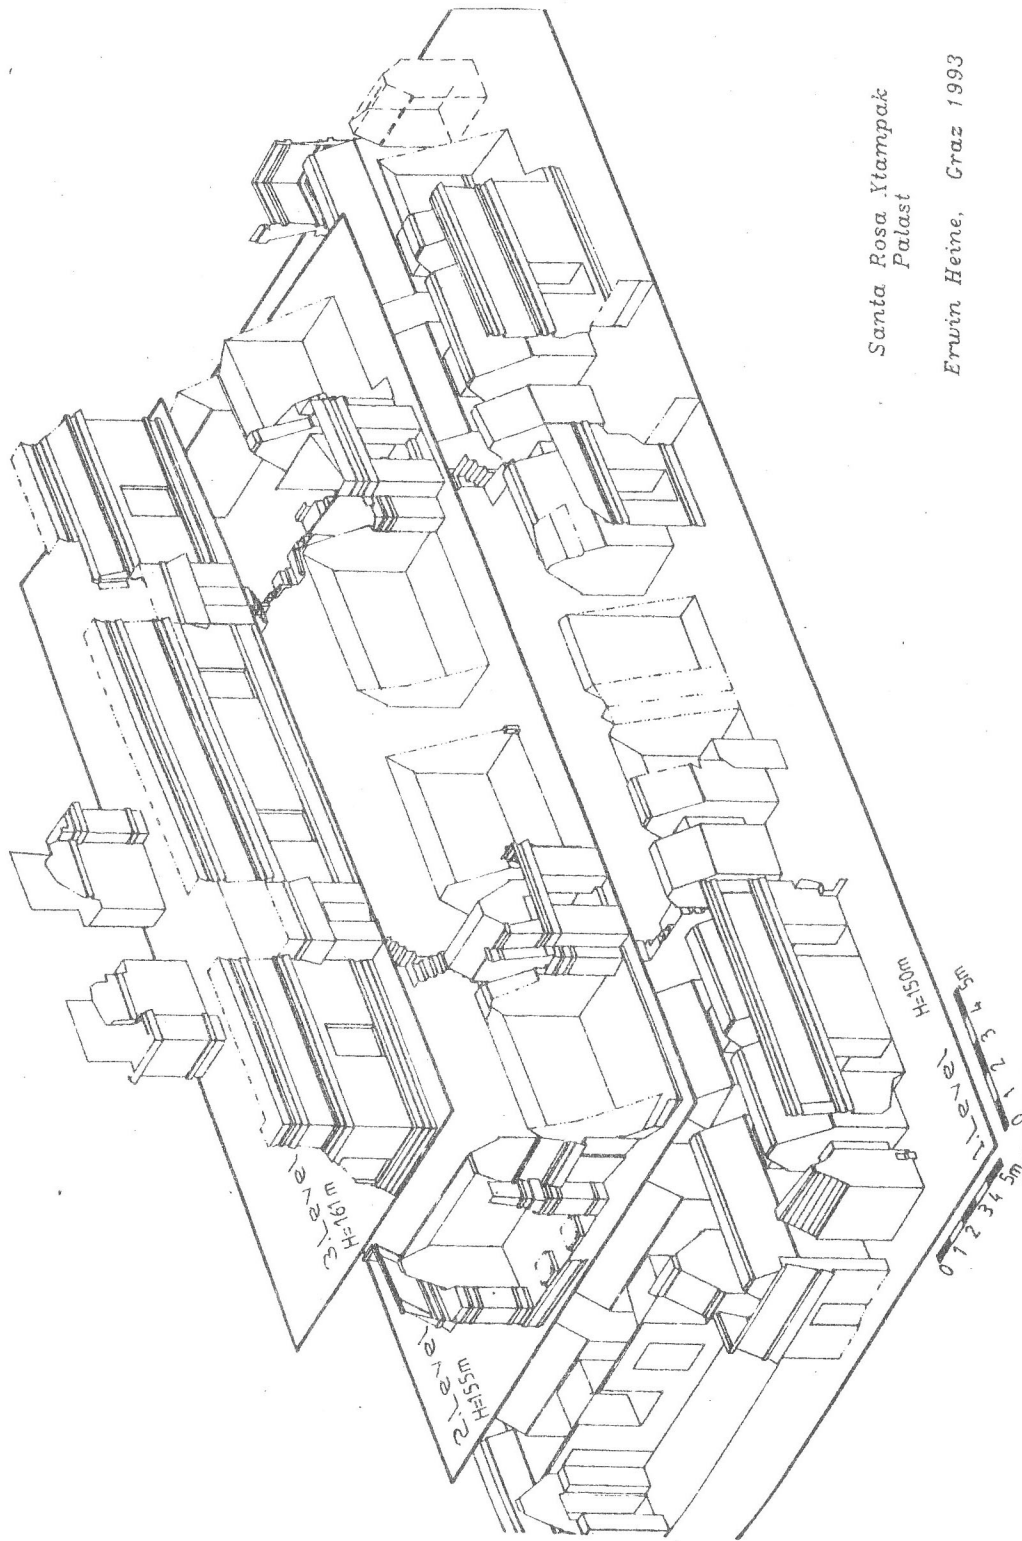 3. Level
H=161m
2. Level
H=155m
1. Level
H=150m
0 1 2 3 4 5m
0 1 2 3 4 5m
Santa Rosa Xtampak
Palast
Erwin Heine, Graz 1993